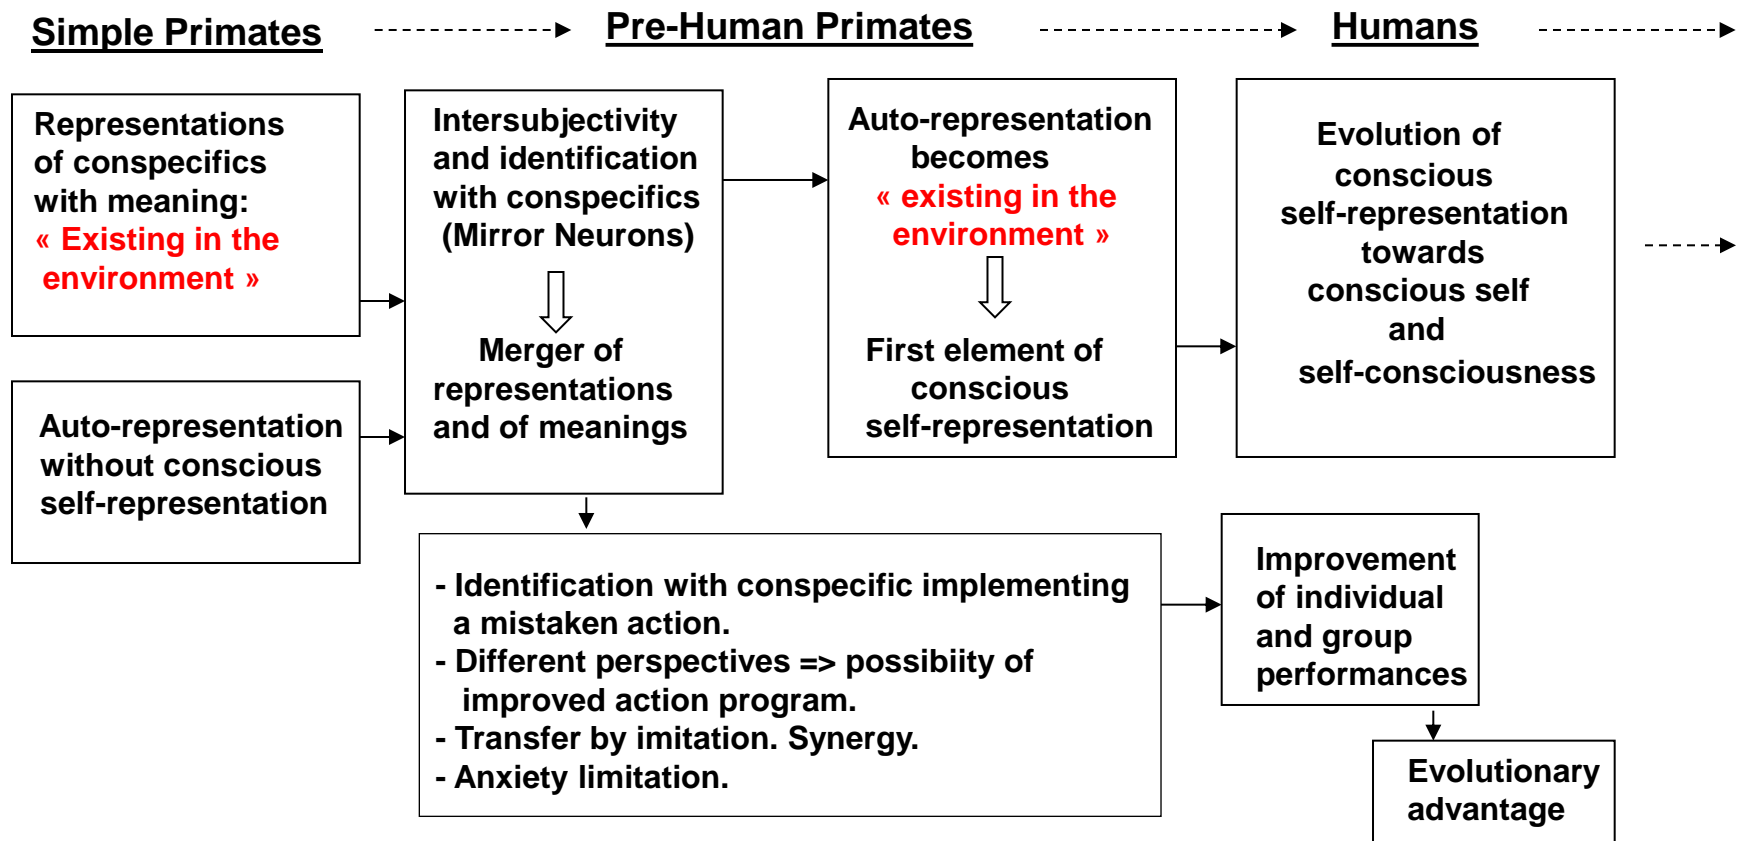 Simple Primates
Pre-Human Primates
Humans
Representations
of conspecifics
with meaning:
« Existing in the
environment »
Auto-representation
without conscious
self-representation
Intersubjectivity
and identification
with conspecifics
(Mirror Neurons)
Merger of
representations
and of meanings
Auto-representation
becomes
« existing in the
environment »
First element of
conscious
self-representation
Evolution of
conscious
self-representation
towards
conscious self
and
self-consciousness
- Identification with conspecific implementing
a mistaken action.
- Different perspectives => possibiity of
improved action program.
- Transfer by imitation. Synergy.
- Anxiety limitation.
Improvement
of individual
and group
performances
Evolutionary
advantage